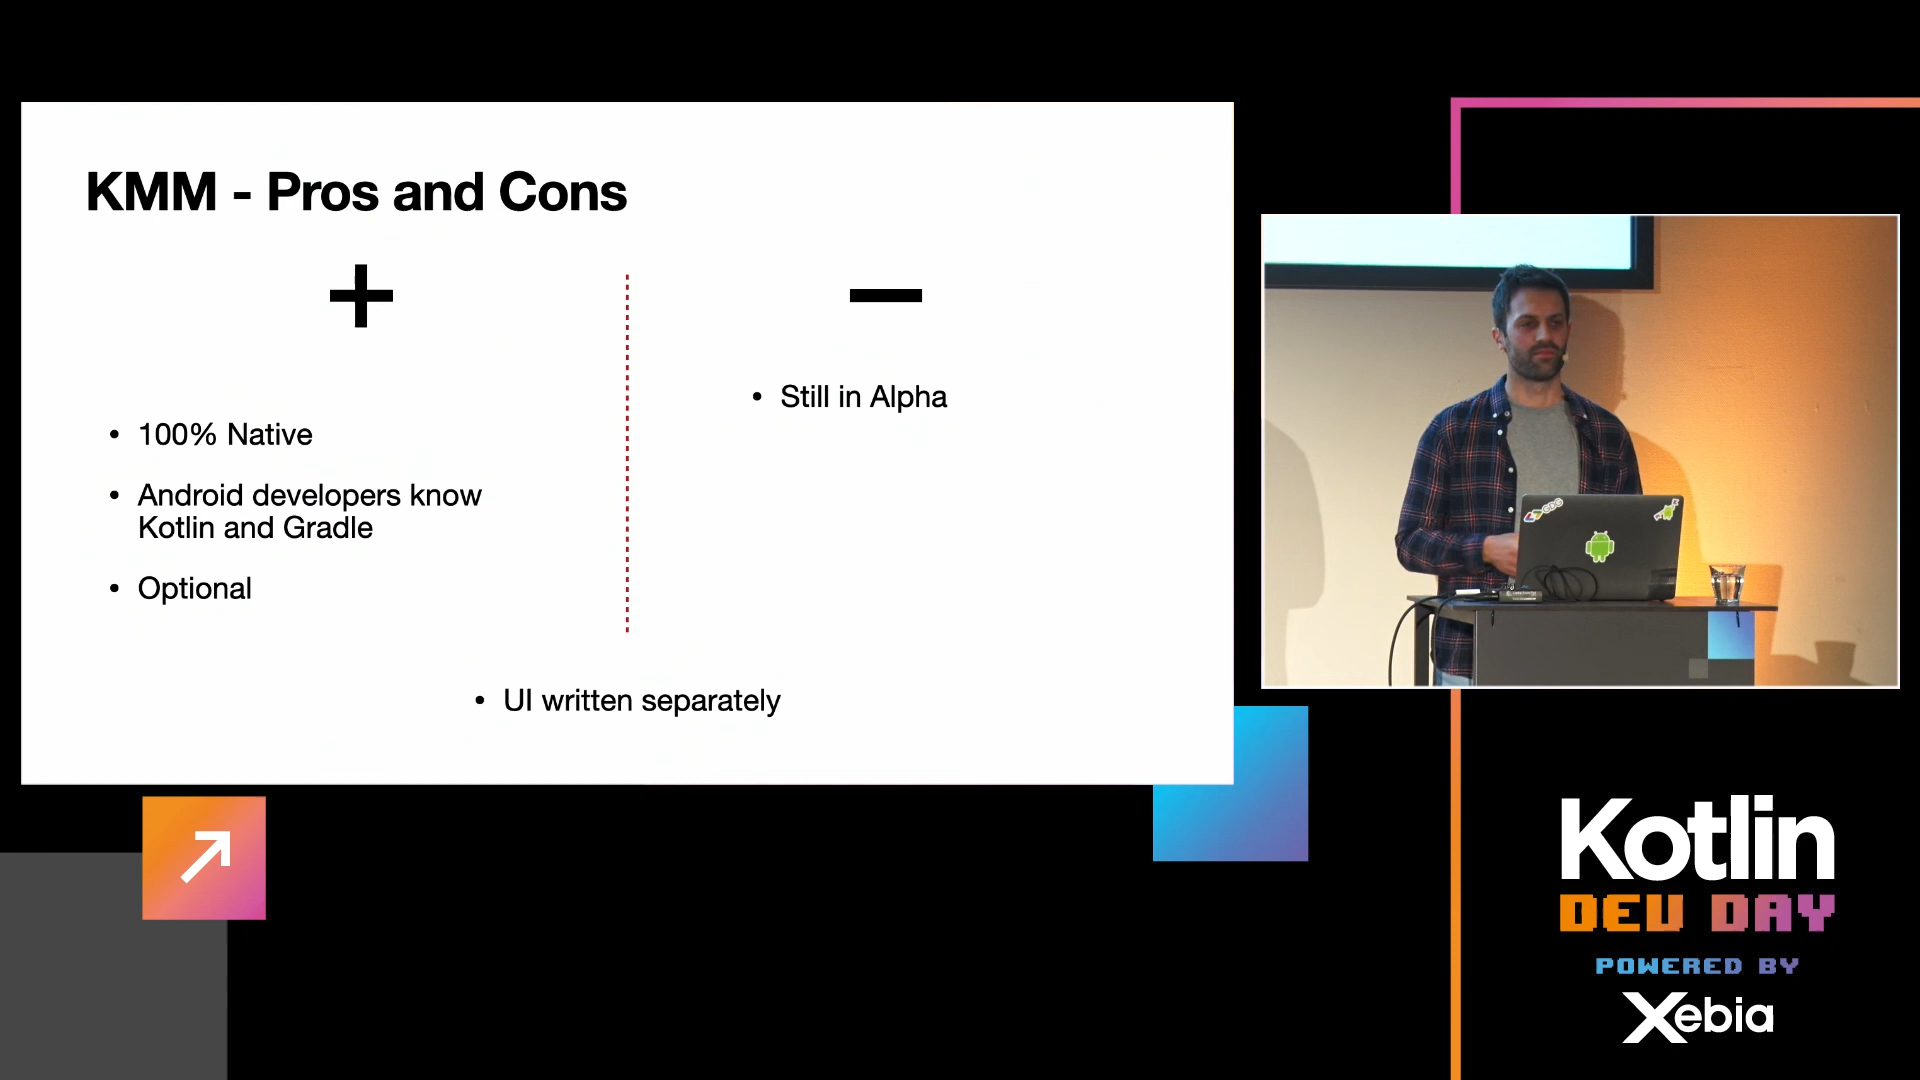 KMM - Pros and Cons
+
–
• 100% Native
• Android developers know
Kotlin and Gradle
• Optional
• Still in Alpha
• UI written separately
GDG
Kotlin
DEV DAY
POWERED BY
Xebia